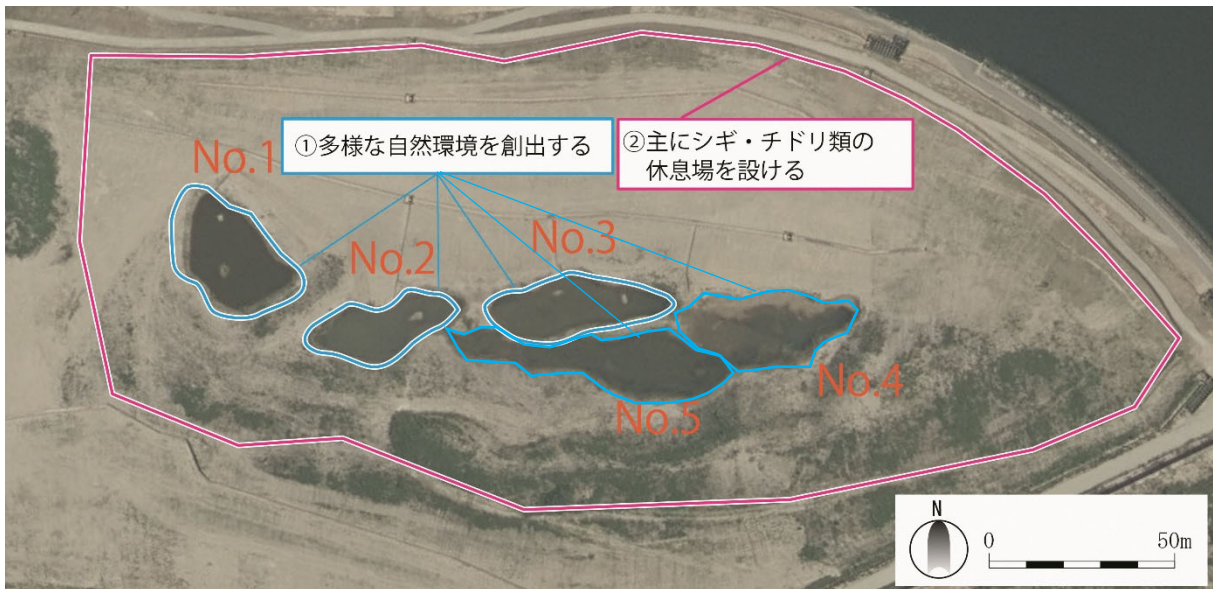 ①多様な自然環境を創出する
②主にシギ・チドリ類の
休息場を設ける
No.1
No.2
No.3
No.4
No.5
N
0 50m